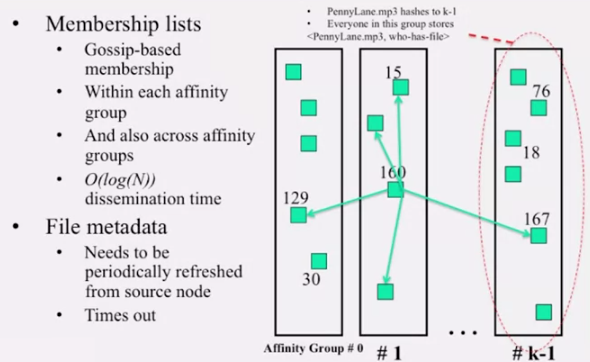 • PennyLane.mp3 hashes to k-1
• Everyone in this group stores
<PennyLane.mp3, who-has-file>
• Membership lists
• Gossip-based
membership
• Within each affinity
group
• And also across affinity
groups
• O(log(N))
dissemination time
• File metadata
• Needs to be
periodically refreshed
from source node
• Times out
15
76
18
160
129
167
30
...
Affinity Group # 0
# 1
# k-1